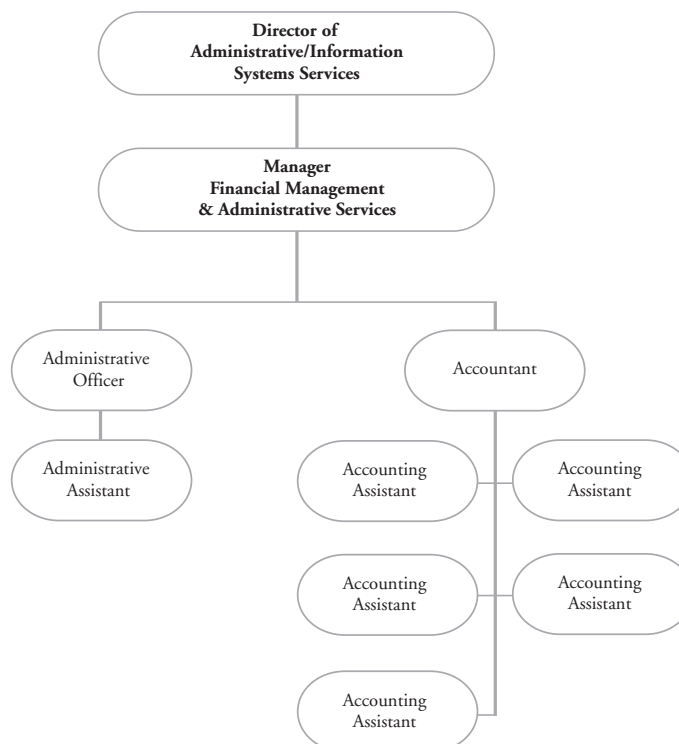 Director of
Administrative/Information
Systems Services
Manager
Financial Management
& Administrative Services
Administrative
Officer
Accountant
Administrative
Assistant
Accounting
Assistant
Accounting
Assistant
Accounting
Assistant
Accounting
Assistant
Accounting
Assistant